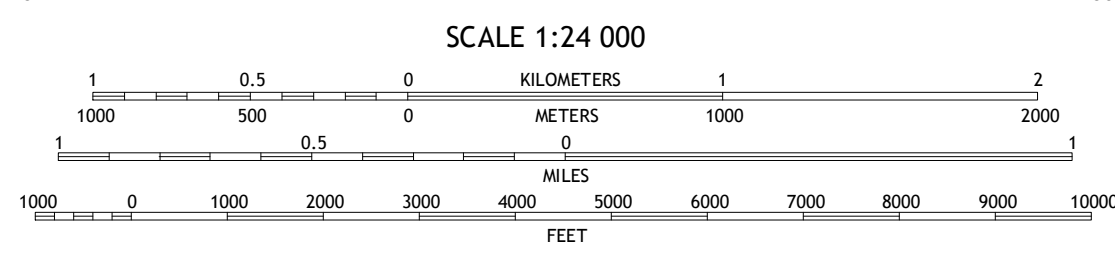 SCALE 1:24 000
1 0.5 0 KILOMETERS 1 2
1000 500 0 METERS 1000 2000
1 0.5 0 1
MILES
1000 0 1000 2000 3000 4000 5000 6000 7000 8000 9000 10000
FEET